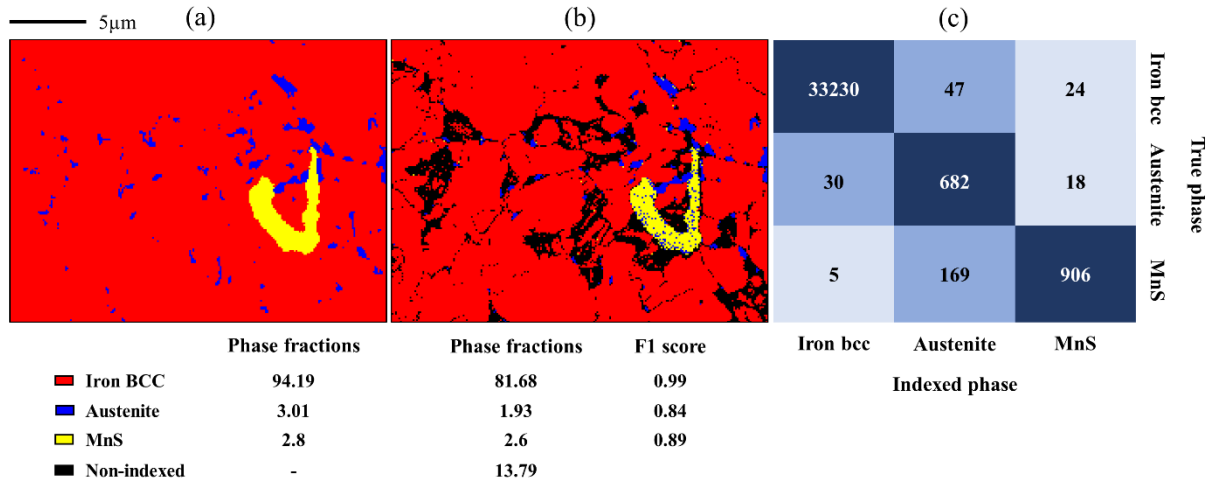 5μm
(a)
(b)
(c)
33230 47 24
30 682 18
5 169 906
Iron bcc
Austenite
MnS
True phase
Iron bcc Austenite MnS
Indexed phase
Phase fractions Phase fractions F1 score
Iron BCC 94.19 81.68 0.99
Austenite 3.01 1.93 0.84
MnS 2.8 2.6 0.89
Non-indexed - 13.79